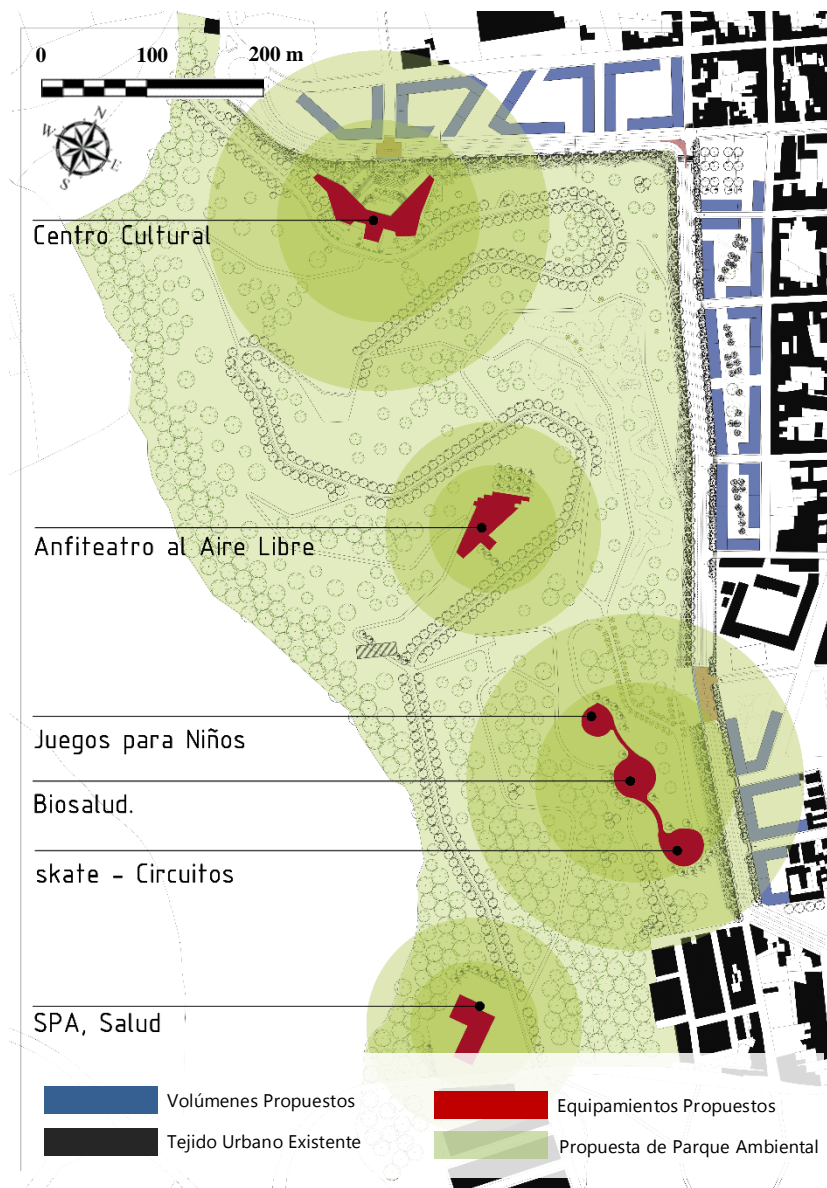 0 100 200 m
N
W
E
S
Centro Cultural
Anfiteatro al Aire Libre
Juegos para Niños
Biosalud.
skate - Circuitos
SPA, Salud
Volúmenes Propuestos
Equipamientos Propuestos
Tejido Urbano Existente
Propuesta de Parque Ambiental